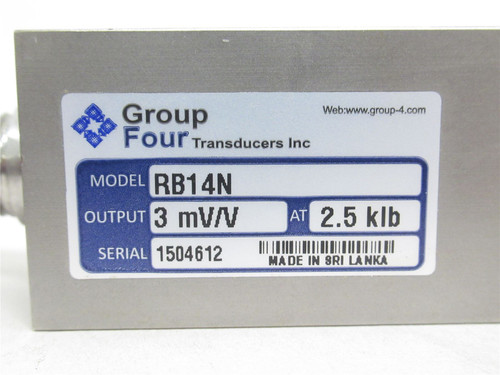 Group
Four Transducers Inc
Web:www.group-4.com
MODEL RB14N
OUTPUT 3 mV/V AT 2.5 klb
SERIAL 1504612
MADE IN SRI LANKA